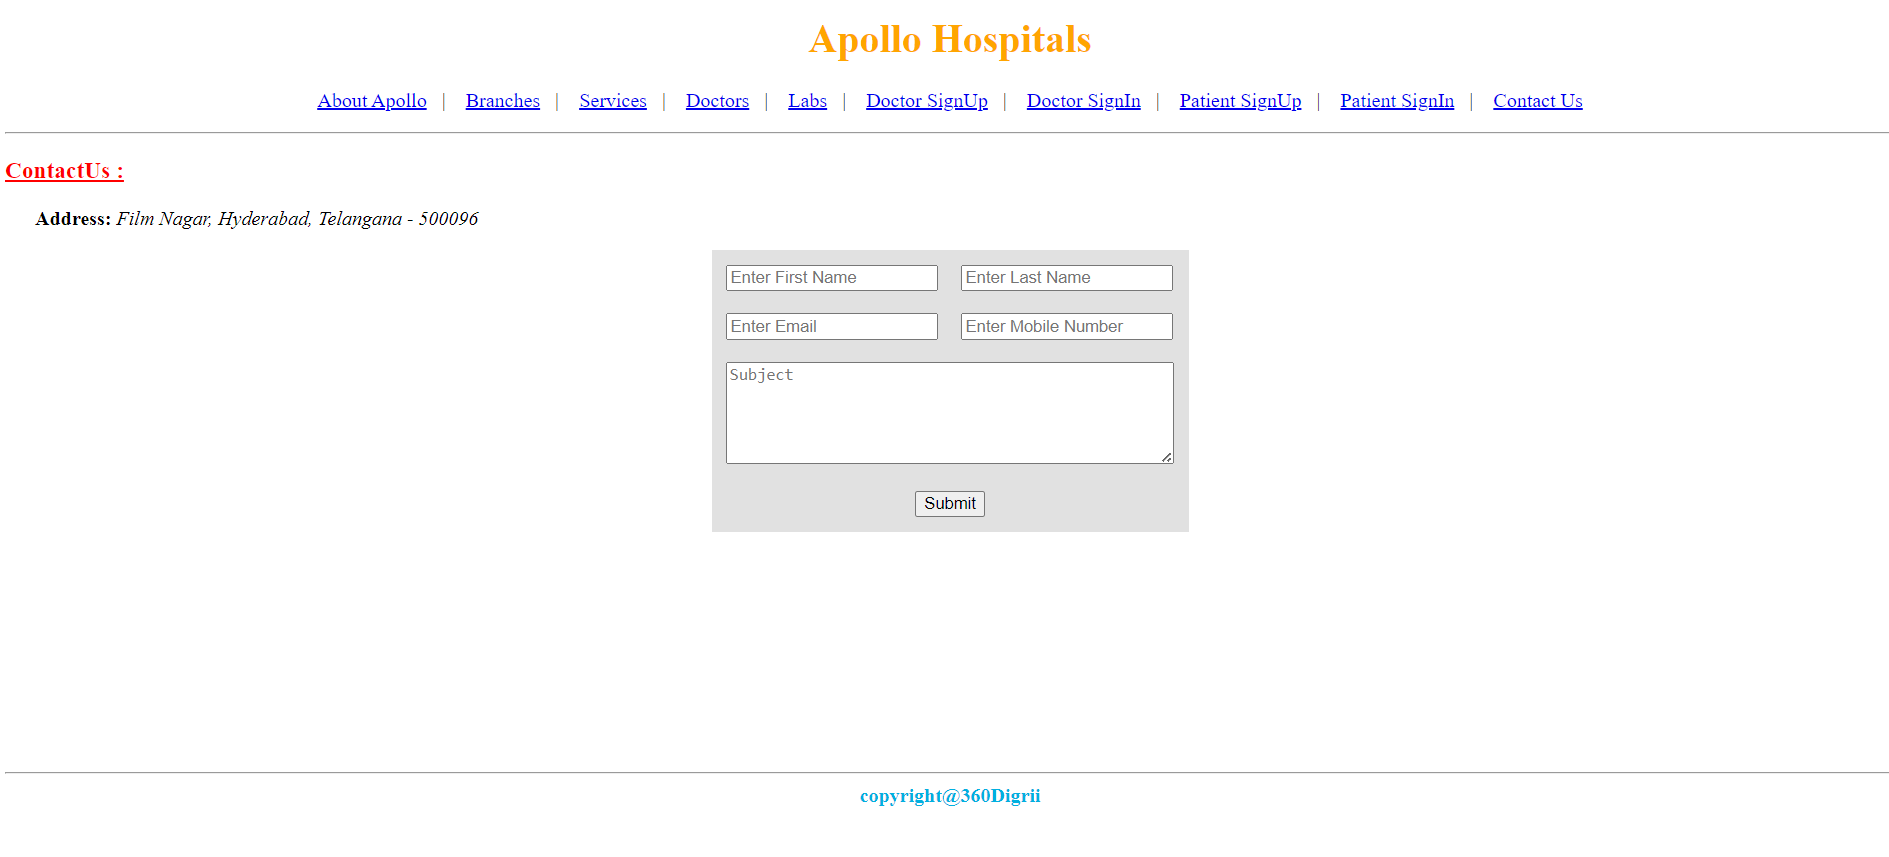 Apollo Hospitals
About Apollo | Branches | Services | Doctors | Labs | Doctor SignUp | Doctor SignIn | Patient SignUp | Patient SignIn | Contact Us
ContactUs :
Address: Film Nagar, Hyderabad, Telangana - 500096
Enter First Name Enter Last Name
Enter Email Enter Mobile Number
Subject
Submit
copyright@360Digrii